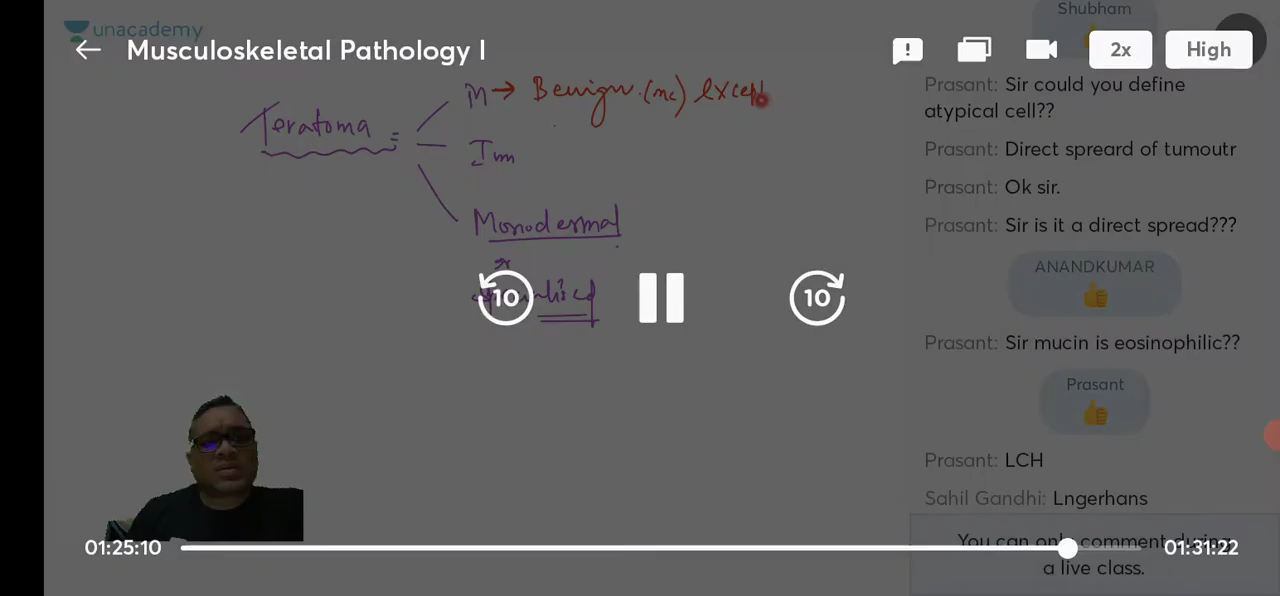 unacademy
Musculoskeletal Pathology I
2x
High
Teratoma =
M → Benign. (mc) except
Imm
Monodermal
10
10
Shubham
Prasant: Sir could you define
atypical cell??
Prasant: Direct spreard of tumoutr
Prasant: Ok sir.
Prasant: Sir is it a direct spread???
ANANDKUMAR
Prasant: Sir mucin is eosinophilic??
Prasant
Prasant: LCH
Sahil Gandhi: Lngerhans
You can only comment during
a live class.
01:25:10
01:31:22